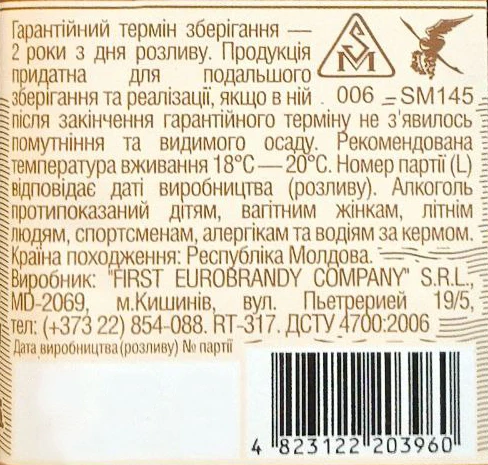 Гарантійний термін зберігання —
2 роки з дня розливу. Продукція
придатна для подальшого
зберігання та реалізації, якщо в ній
після закінчення гарантійного терміну не з'явилось
помутніння та видимого осаду. Рекомендована
температура вживання 18°С — 20°С. Номер партії (L)
відповідає даті виробництва (розливу). Алкоголь
протипоказаний дітям, вагітним жінкам, літнім
людям, спортсменам, алергікам та водіям за кермом.
Країна походження: Республіка Молдова.
Виробник: "FIRST EUROBRANDY COMPANY" S.R.L.,
MD-2069, м.Кишинів, вул. Пьетрерией 19/5,
тел: (+373 22) 854-088. RT-317. ДСТУ 4700:2006
Дата виробництва (розливу) № партії
SM
006
SM145
4 823122 203960